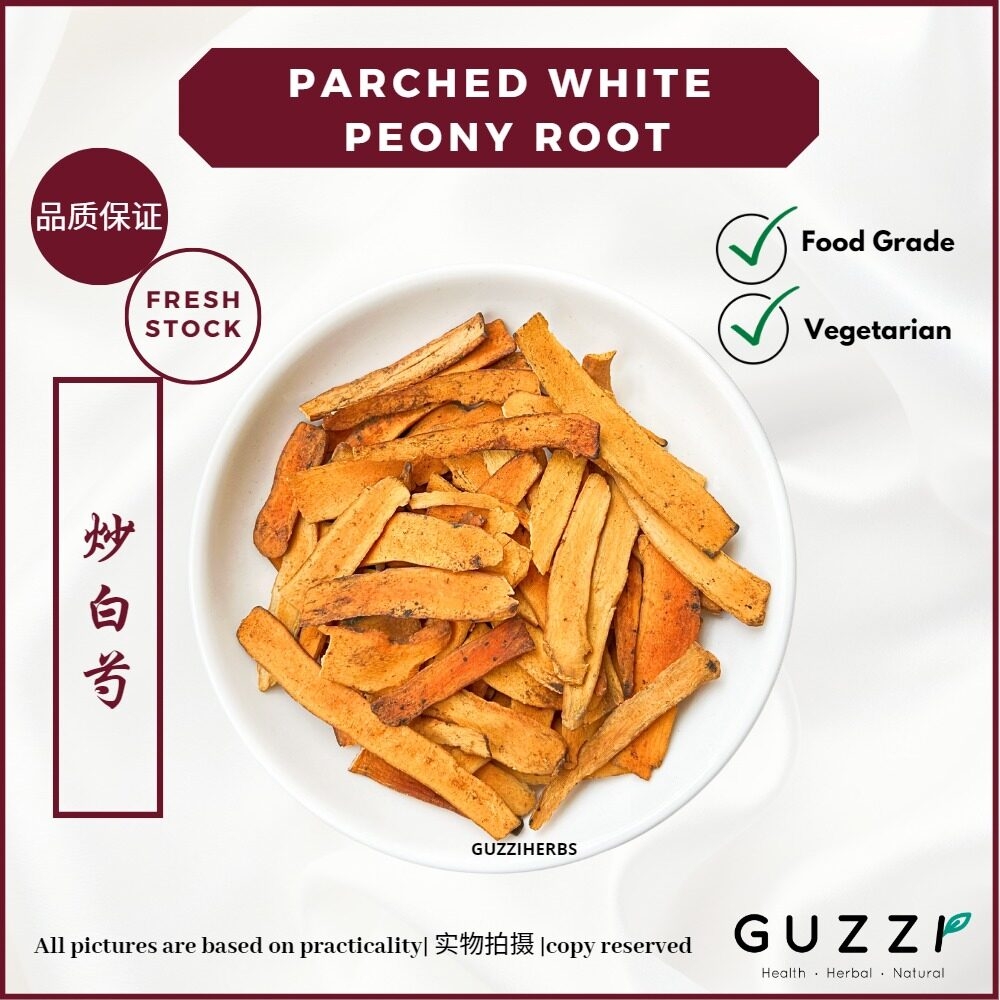 PARCHED WHITE
PEONY ROOT
品质保证
FRESH
STOCK
Food Grade
Vegetarian
炒
白
芍
GUZZIHERBS
All pictures are based on practicality| 实物拍摄 |copy reserved
GUZZI
Health · Herbal · Natural